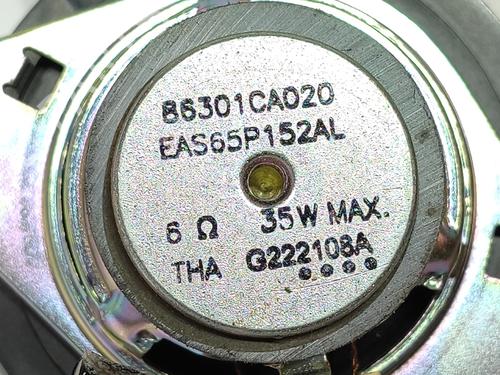 86301CA020
EAS65P152AL
6 Ω 35W MAX.
THA G222108A